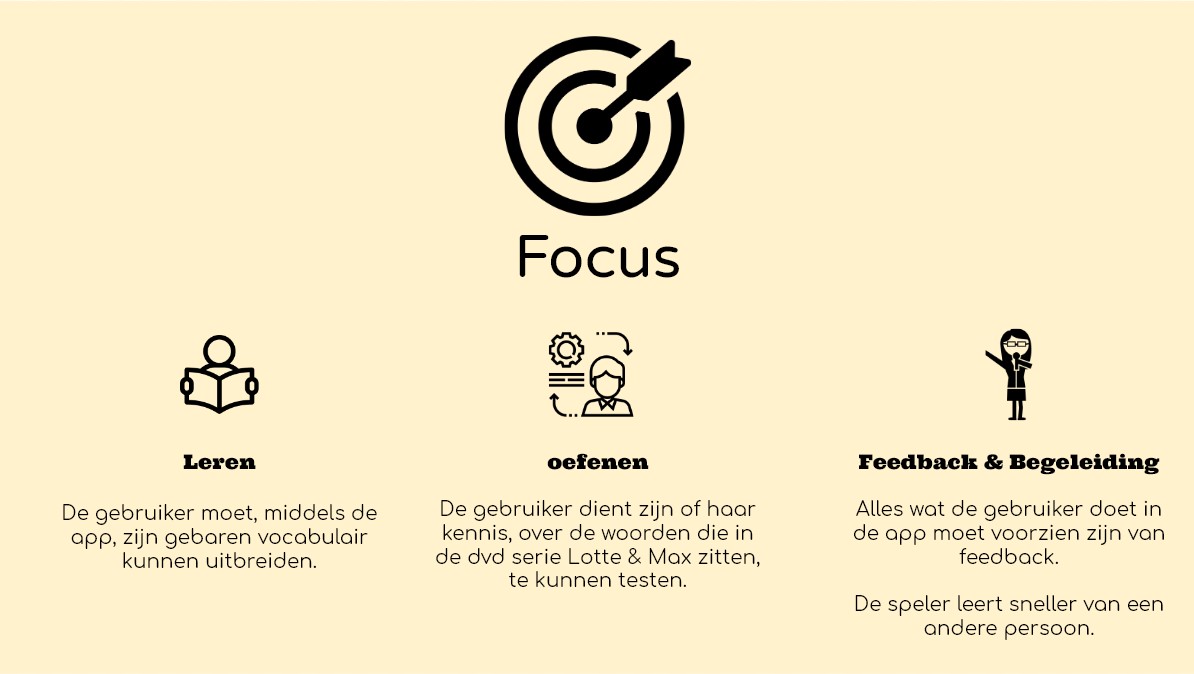 Focus
Leren
De gebruiker moet, middels de
app, zijn gebaren vocabulair
kunnen uitbreiden.
oefenen
De gebruiker dient zijn of haar
kennis, over de woorden die in
de dvd serie Lotte & Max zitten,
te kunnen testen.
Feedback & Begeleiding
Alles wat de gebruiker doet in
de app moet voorzien zijn van
feedback.
De speler leert sneller van een
andere persoon.